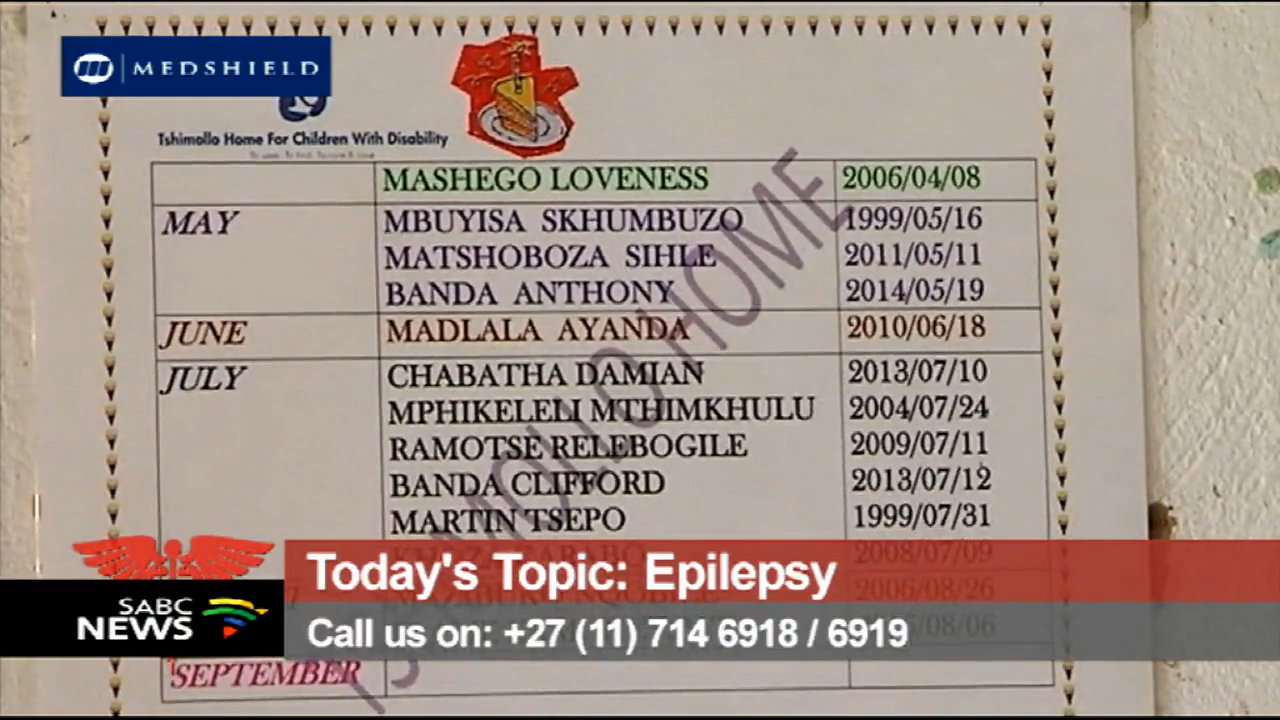 MEDSHIELD
Tshimollo Home For Children With Disability
MASHEGO LOVENESS 2006/04/08
MAY MBUYISA SKHUMBUZO 1999/05/16
MATSHOBOZA SIHLE 2011/05/11
BANDA ANTHONY 2014/05/19
JUNE MADLALA AYANDA 2010/06/18
JULY CHABATHA DAMIAN 2013/07/10
MPHIKELELI MTHIMKHULU 2004/07/24
RAMOTSE RELEBOGILE 2009/07/11
BANDA CLIFFORD 2013/07/12
MARTIN TSEPO 1999/07/31
2008/07/09
2006/08/26
/08/06
SEPTEMBER
HOME
Today's Topic: Epilepsy
SABC
NEWS
Call us on: +27 (11) 714 6918 / 6919